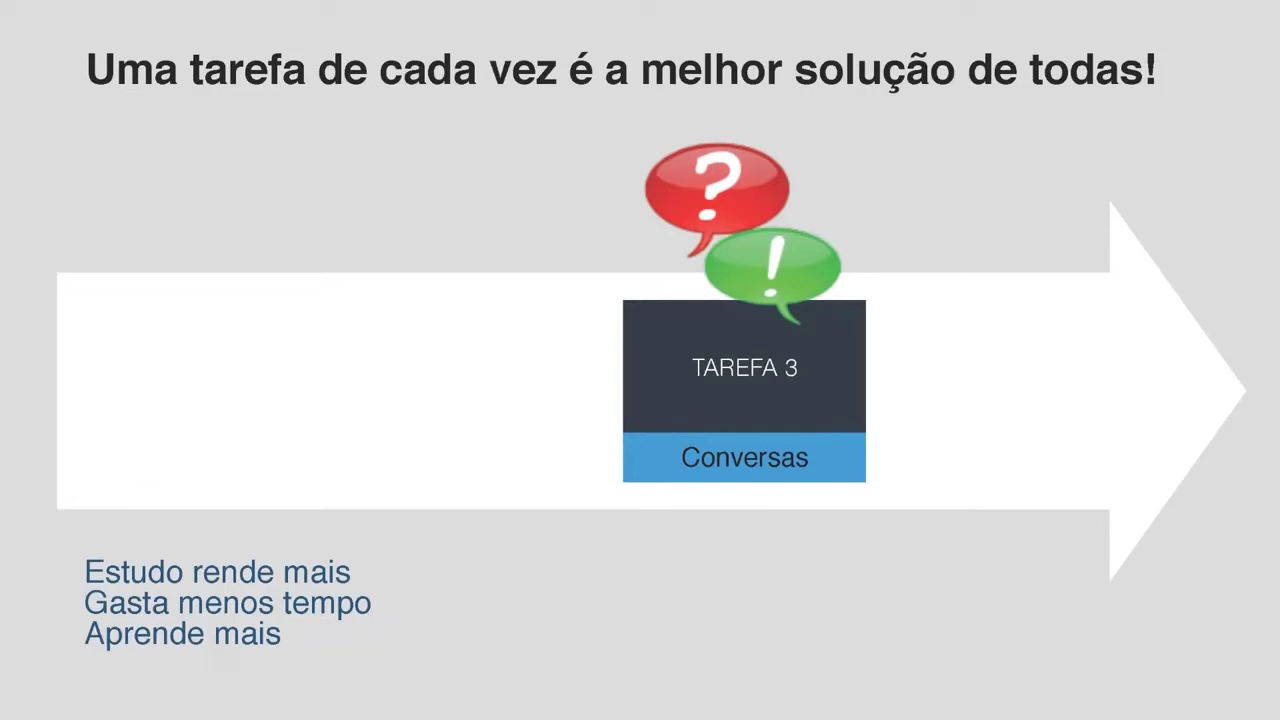 Uma tarefa de cada vez é a melhor solução de todas!
?
!
TAREFA 3
Conversas
Estudo rende mais
Gasta menos tempo
Aprende mais